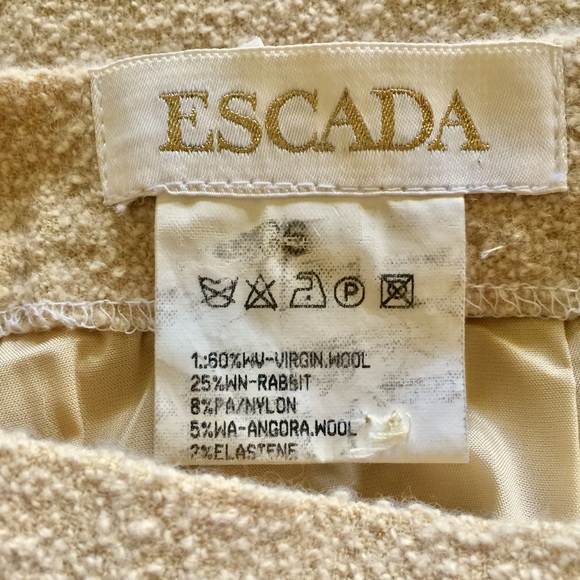 ESCADA
P
1.:60%WV-VIRGIN.WOOL
25%WN-RABBIT
8%PA/NYLON
5%WA-ANGORA.WOOL
2%ELASTENE